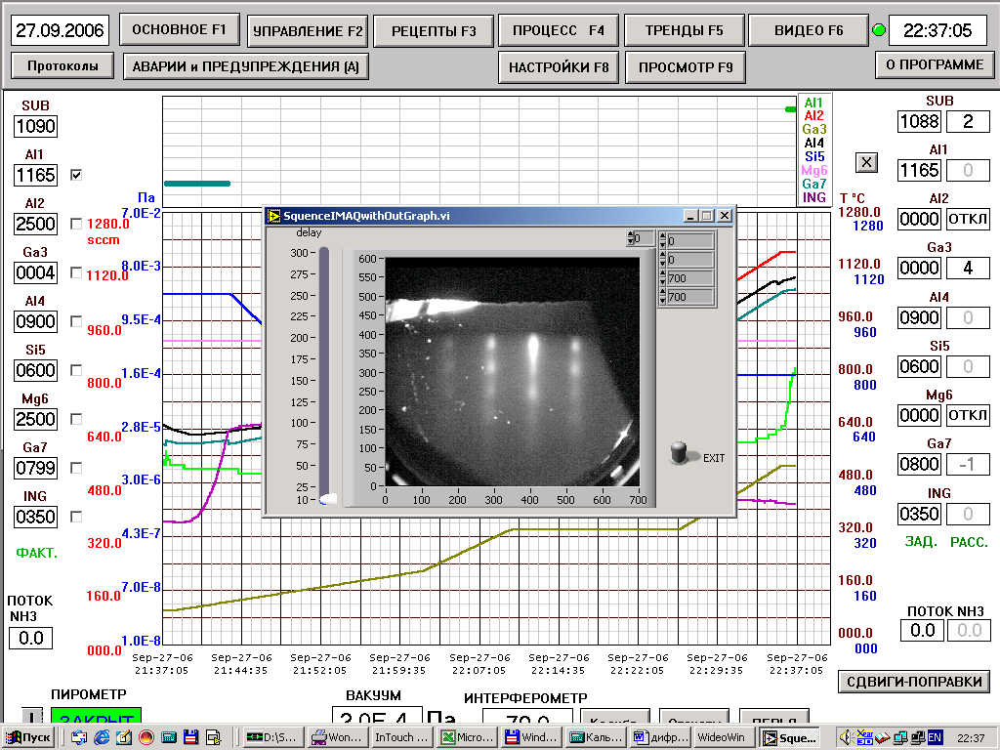 27.09.2006
ОСНОВНОЕ F1
УПРАВЛЕНИЕ F2
РЕЦЕПТЫ F3
ПРОЦЕСС F4
ТРЕНДЫ F5
ВИДЕО F6
22:37:05
Протоколы
АВАРИИ и ПРЕДУПРЕЖДЕНИЯ (А)
НАСТРОЙКИ F8
ПРОСМОТР F9
О ПРОГРАММЕ
SUB
1090
Al1
1165
Al2
2500
Ga3
0004
Al4
0900
Si5
0600
Mg6
2500
Ga7
0799
ING
0350
ФАКТ.
ПОТОК
NH3
0.0
1280.0
sccm
1120.0
960.0
800.0
640.0
480.0
320.0
160.0
000.0
Па
7.0E-2
8.0E-3
9.5E-4
1.6E-4
2.8E-5
3.0E-6
4.3E-7
7.0E-8
1.0E-8
SquenceIMAQwithOutGraph.vi
delay
300
275
250
225
200
175
150
125
100
75
50
25
10
600
550
500
450
400
350
300
250
200
150
100
50
0
0 100 200 300 400 500 600 700
0
0
0
700
700
EXIT
Al1
Al2
Ga3
Al4
Si5
Mg6
Ga7
ING
T °C
1280.0
1280
1120.0
1120
960.0
960
800.0
800
640.0
640
480.0
480
320.0
320
160.0
160
000.0
000
SUB
1088 2
Al1
1165 0
Al2
0000 ОТКЛ
Ga3
0000 4
Al4
0900 0
Si5
0600 0
Mg6
0000 ОТКЛ
Ga7
0800 -1
ING
0350 0
ЗАД. РАСС.
ПОТОК NH3
0.0 0.0
Sep-27-06 Sep-27-06 Sep-27-06 Sep-27-06 Sep-27-06 Sep-27-06 Sep-27-06 Sep-27-06 Sep-27-06
21:37:05 21:44:35 21:52:05 21:59:35 22:07:05 22:14:35 22:22:05 22:29:35 22:37:05
СДВИГИ-ПОПРАВКИ
ПИРОМЕТР
ЗАКРЫТ
ВАКУУМ
Па
ИНТЕРФЕРОМЕТР
Пуск
D:\S...
Won...
InTouch ...
Micro...
Wind...
Каль...
дифр...
VideoWin
Sque...
EN
22:37